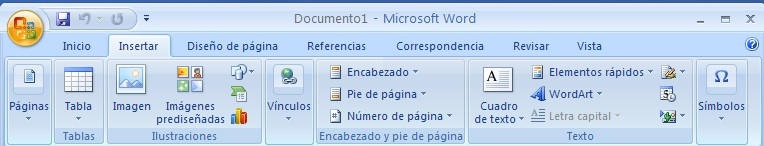 Documento1 - Microsoft Word
Inicio Insertar Diseño de página Referencias Correspondencia Revisar Vista
Páginas
Tabla
Tablas
Imagen
Imágenes
prediseñadas
Ilustraciones
Vínculos
Encabezado
Pie de página
Número de página
Encabezado y pie de página
A
Cuadro
de texto
Elementos rápidos
WordArt
Letra capital
Texto
Ω
Símbolos